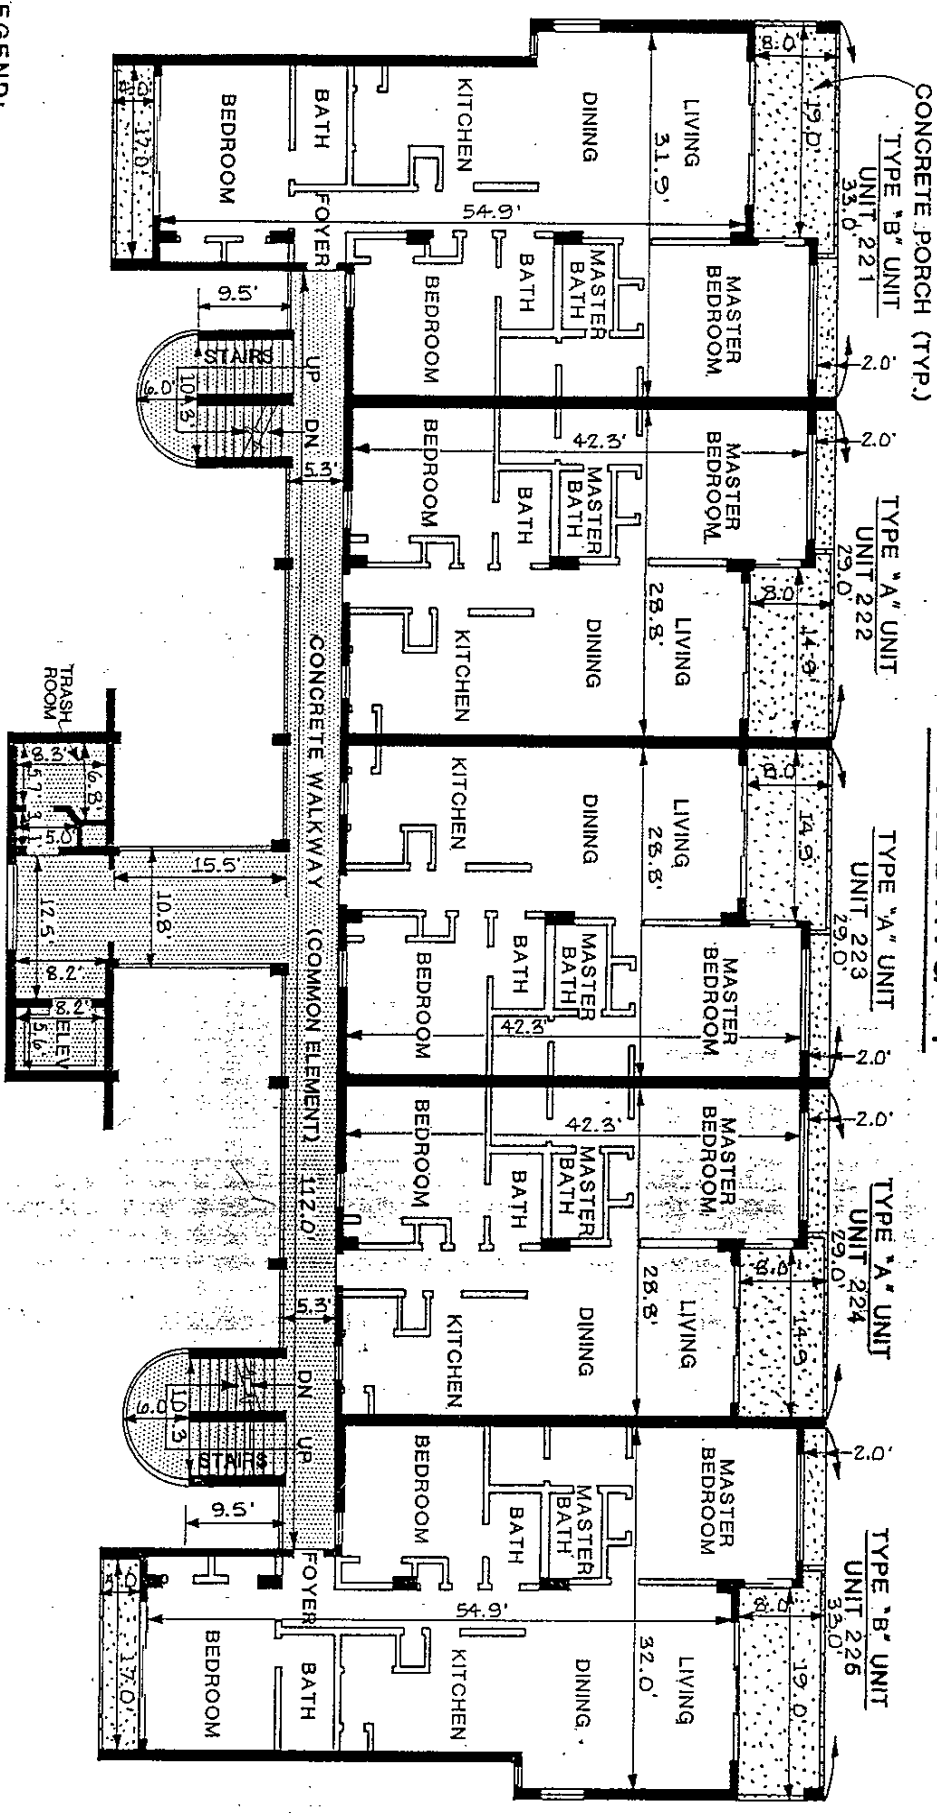 EGEND:
CONCRETE PORCH (TYP.)
TYPE "B" UNIT
UNIT 221
33.0'
8.0'
19.0'
LIVING
31.9'
DINING
KITCHEN
54.9'
BATH
FOYER
BEDROOM
17.0'
MASTER
BEDROOM
2.0'
MASTER
BATH
BATH
BEDROOM
TYPE "A" UNIT
UNIT 222
29.0'
2.0'
MASTER
BEDROOM
42.3'
MASTER
BATH
BATH
BEDROOM
8.0
14.9
LIVING
28.8'
DINING
KITCHEN
TYPE "A" UNIT
UNIT 223
29.0'
8.0'
14.9'
LIVING
28.8'
DINING
KITCHEN
MASTER
BEDROOM
2.0'
MASTER
BATH
BATH
42.3'
BEDROOM
TYPE "A" UNIT
UNIT 224
29.0'
2.0'
MASTER
BEDROOM
42.3'
MASTER
BATH
BATH
BEDROOM
8.0'
14.9
LIVING
28.8'
DINING
KITCHEN
TYPE "B" UNIT
UNIT 226
33.0'
2.0'
MASTER
BEDROOM
MASTER
BATH
BATH
BEDROOM
8.0'
19.0'
LIVING
32.0'
DINING
KITCHEN
54.9'
FOYER
BATH
BEDROOM
17.0'
CONCRETE WALKWAY (COMMON ELEMENT) 112.0'
9.5'
STAIRS
UP
DN
6.0'
10.3'
5.3'
TRASH
ROOM
8.3'
6.8'
5.7'
5.0'
15.5'
10.8'
12.5'
8.2'
8.2'
5.6'
ELEV
5.3'
DN
UP
6.0'
10.3
STAIRS
9.5'